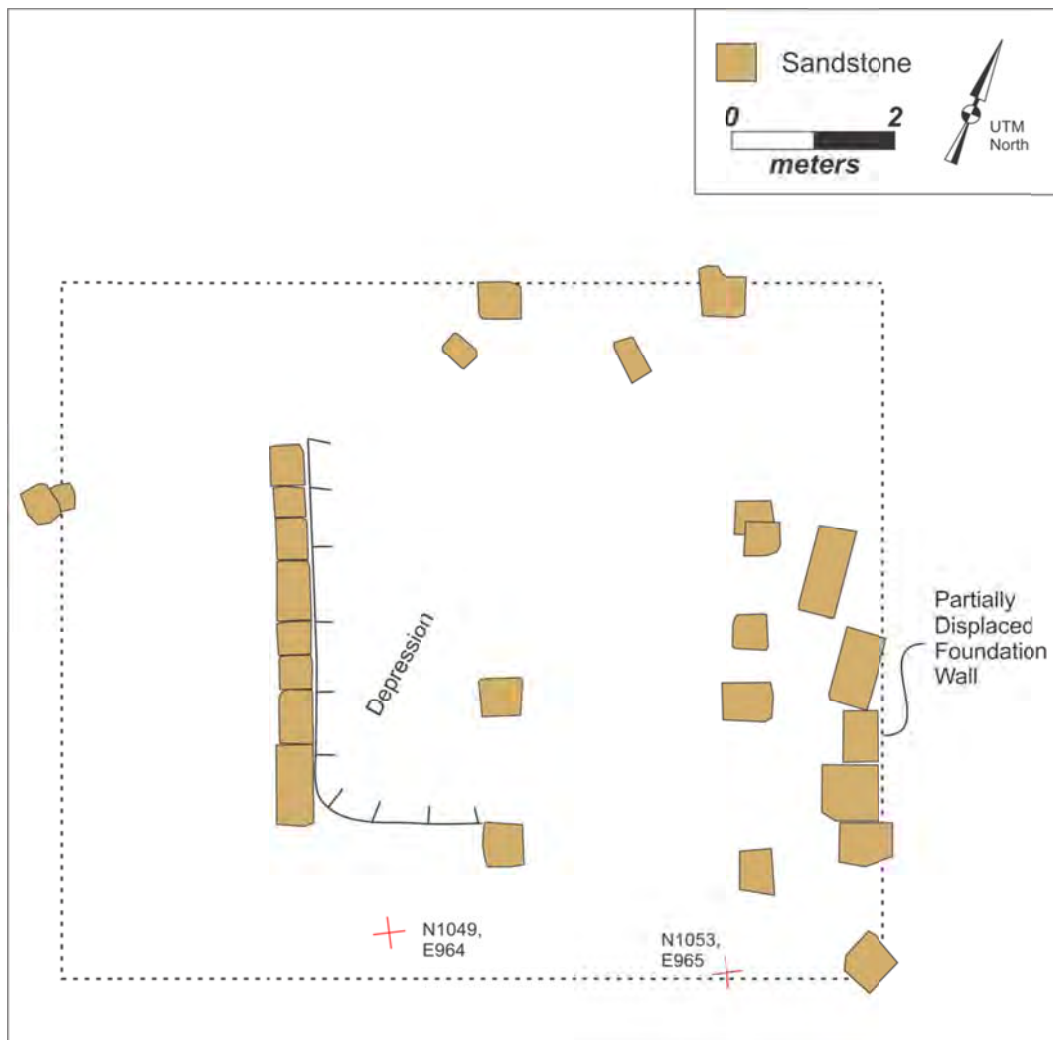 Sandstone
0 2
meters
UTM
North
Depression
Partially
Displaced
Foundation
Wall
N1049,
E964
N1053,
E965